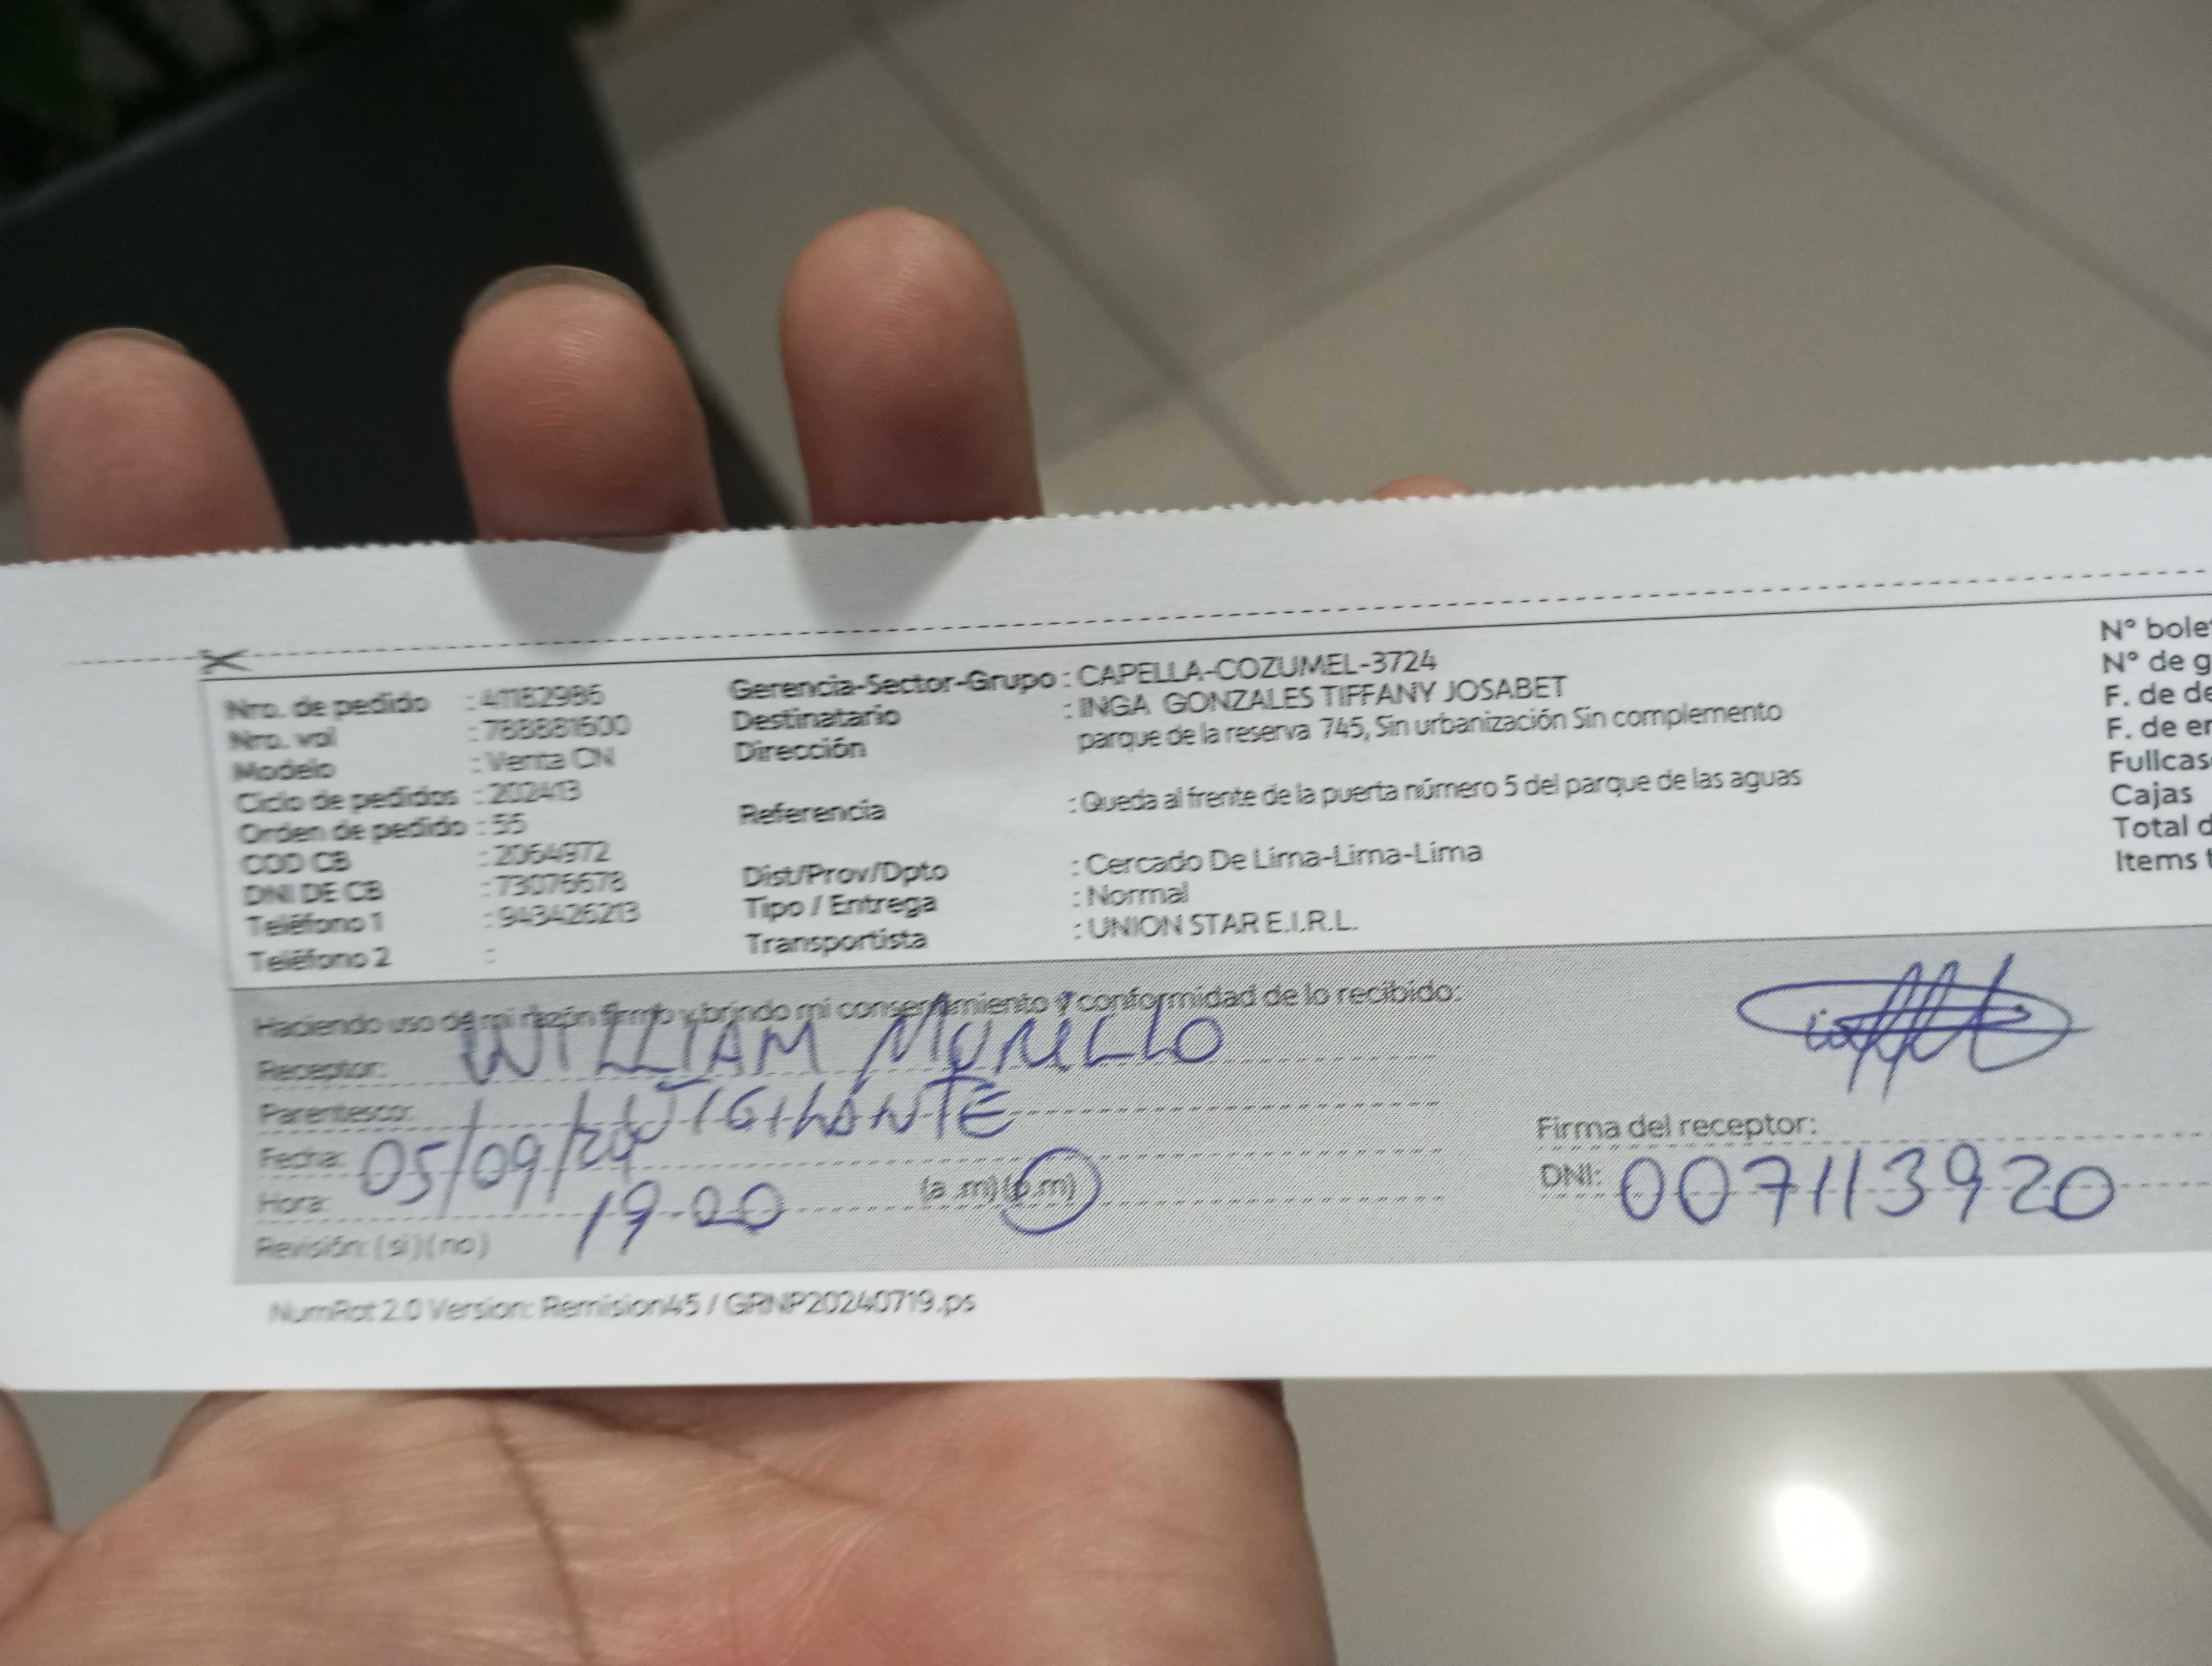 Nro. de pedido : 41182986
Nro. vol : 788881600
Modelo : Venta CN
Ciclo de pedidos : 202413
Orden de pedido : 55
COD CB : 2064972
DNI DE CB : 73076678
Teléfono 1 : 943426213
Teléfono 2 :
Gerencia-Sector-Grupo : CAPELLA-COZUMEL-3724
Destinatario : INGA GONZALES TIFFANY JOSABET
Dirección parque de la reserva 745, Sin urbanización Sin complemento
Referencia : Queda al frente de la puerta número 5 del parque de las aguas
Dist/Prov/Dpto : Cercado De Lima-Lima-Lima
Tipo / Entrega : Normal
Transportista : UNION STAR E.I.R.L.
N° bole
N° de g
F. de de
F. de er
Fullcas
Cajas
Total d
Items t
Haciendo uso de mi razón firmo y brindo mi consentimiento y conformidad de lo recibido:
Receptor: WILLIAM MURILLO
Parentesco: VIGILANTE
Fecha: 05/09/24
Hora: 19-00 (a .m) (p.m)
Revisión: ( si ) ( no )
Firma del receptor:
DNI: 007113920
NumRot 2.0 Version: Remision45 / GRNP20240719.ps